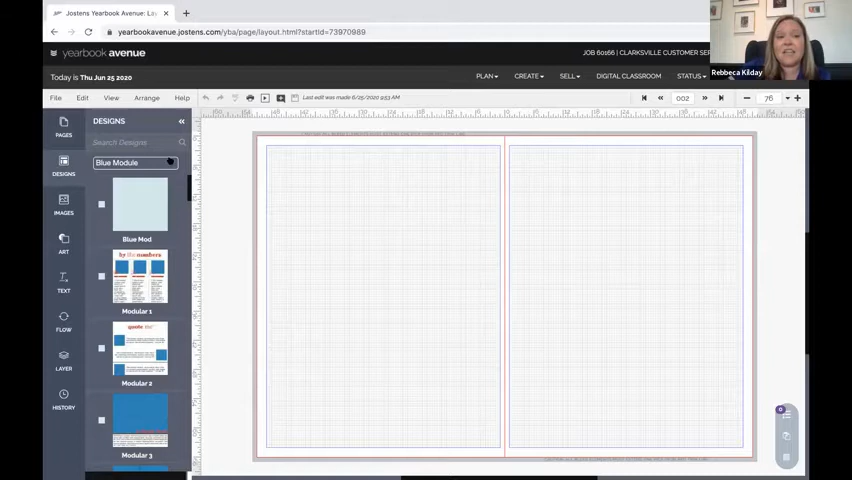 Jostens Yearbook Avenue: Lay
yearbookavenue.jostens.com/yba/page/layout.html?startId=73970989
yearbook avenue
JOB 60166 | CLARKSVILLE CUSTOMER SER
Rebbeca Kilday
Today is Thu Jun 25 2020
PLAN CREATE SELL DIGITAL CLASSROOM STATUS
File Edit View Arrange Help
Last edit was made 6/25/2020 9:53 AM
002
76
PAGES
DESIGNS
IMAGES
ART
TEXT
FLOW
LAYER
HISTORY
DESIGNS
Search Designs
Blue Module
Blue Mod
by the numbers
Modular 1
quote me
Modular 2
Modular 3
0